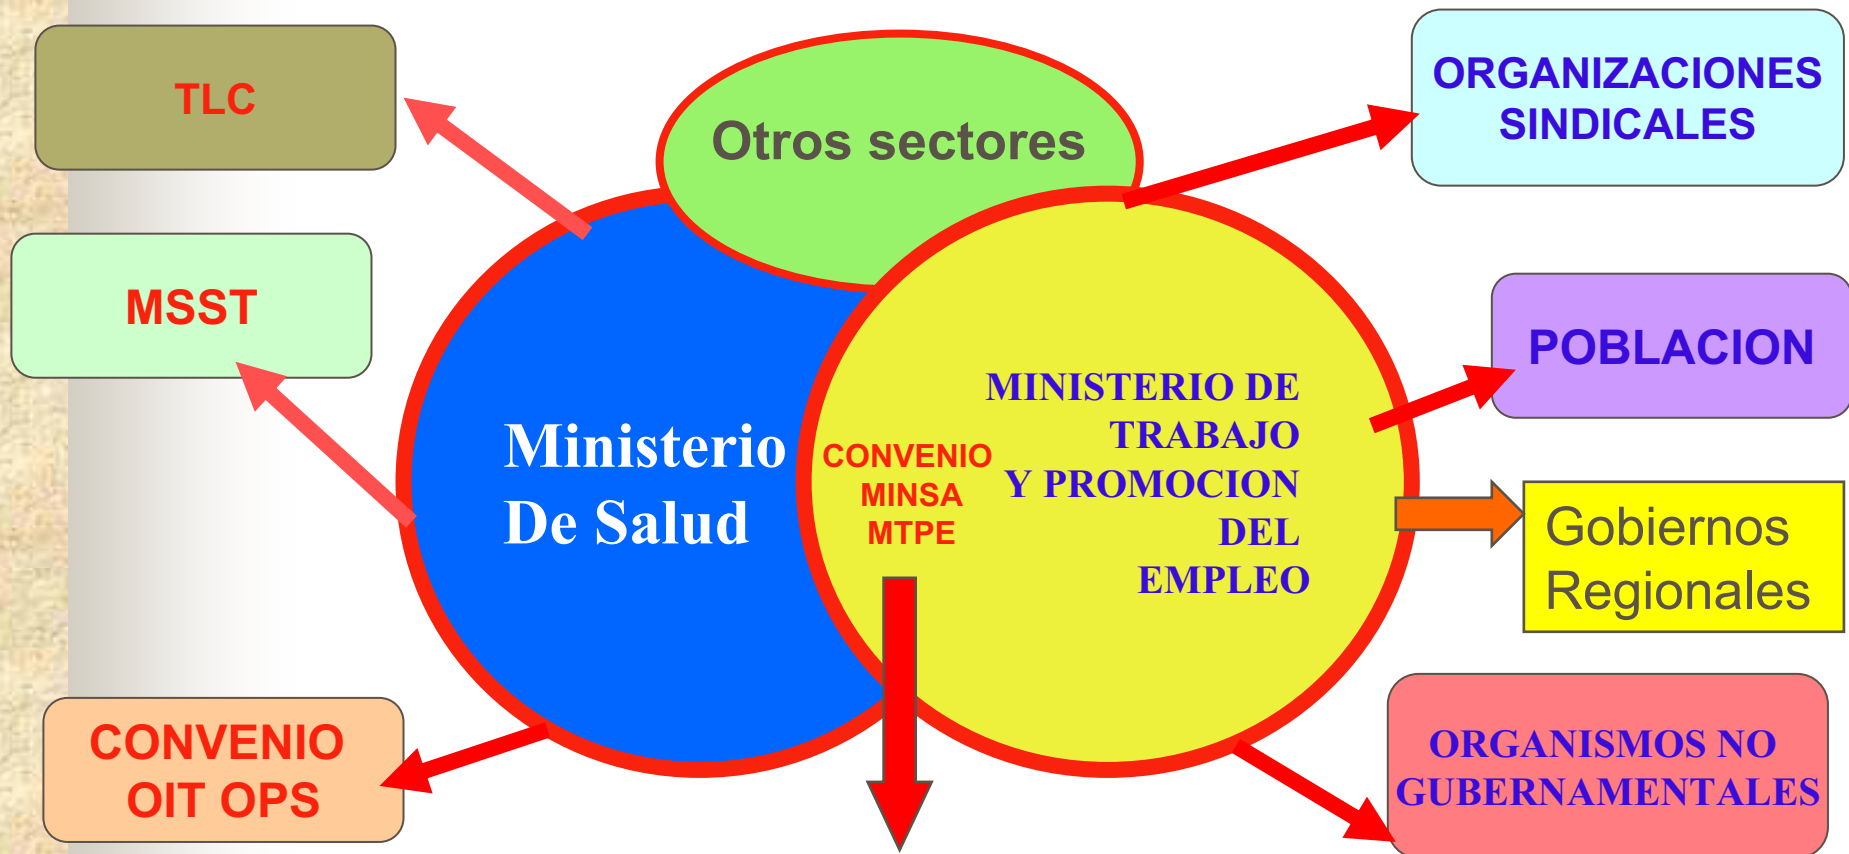 TLC
MSST
CONVENIO
OIT OPS
Otros sectores
Ministerio
De Salud
CONVENIO
MINSA
MTPE
MINISTERIO DE
TRABAJO
Y PROMOCION
DEL
EMPLEO
ORGANIZACIONES
SINDICALES
POBLACION
Gobiernos
Regionales
ORGANISMOS NO
GUBERNAMENTALES